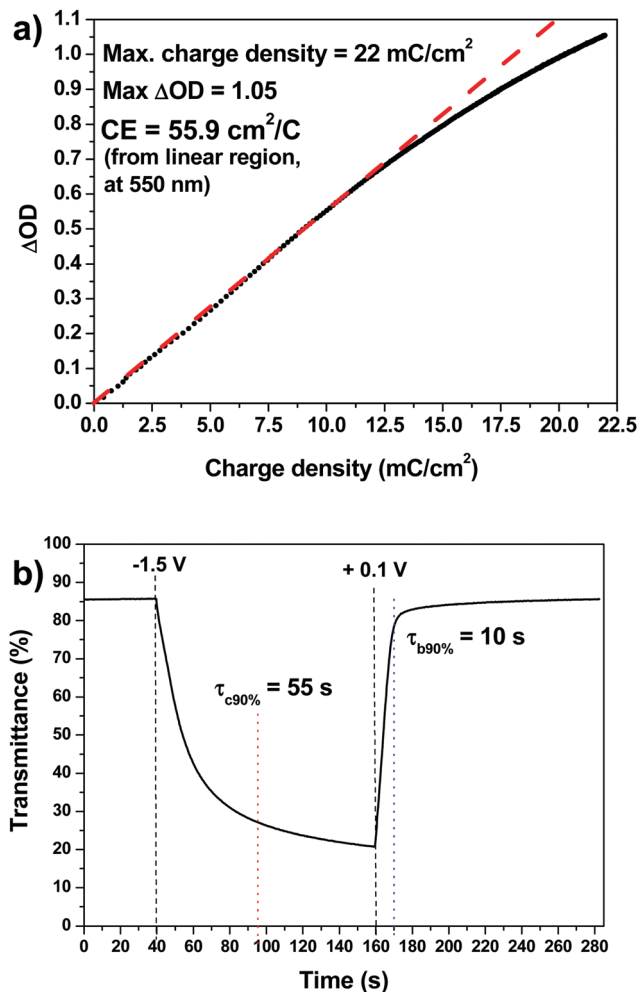 a)
Max. charge density = 22 mC/cm²
Max ΔOD = 1.05
CE = 55.9 cm²/C
(from linear region,
at 550 nm)
1.1
1.0
0.9
0.8
0.7
0.6
0.5
0.4
0.3
0.2
0.1
0.0
ΔOD
0.0 2.5 5.0 7.5 10.0 12.5 15.0 17.5 20.0 22.5
Charge density (mC/cm²)
b)
-1.5 V
+ 0.1 V
τb90% = 10 s
τc90% = 55 s
100
90
80
70
60
50
40
30
20
10
0
Transmittance (%)
0 20 40 60 80 100 120 140 160 180 200 220 240 260 280
Time (s)